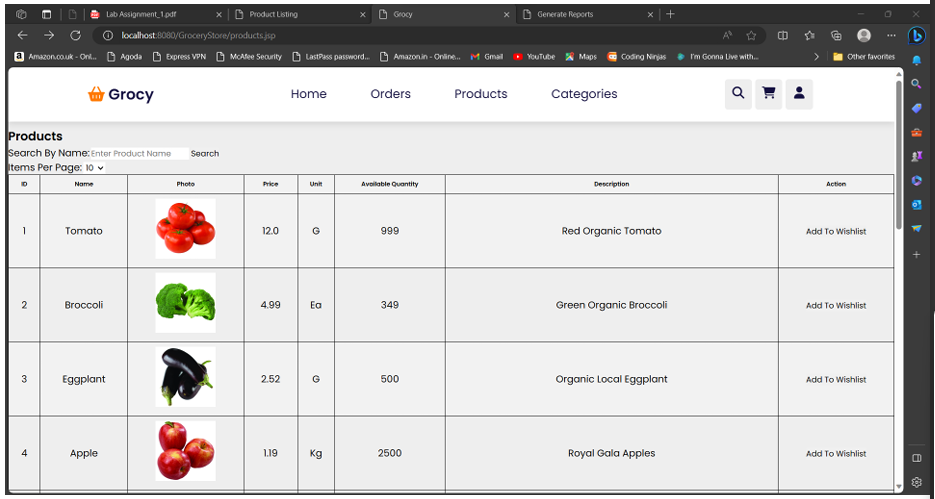 Lab Assignment_1.pdf Product Listing Grocy Generate Reports
localhost:8080/GroceryStore/products.jsp
Amazon.co.uk - Onl... Agoda Express VPN McAfee Security LastPass password... Amazon.in - Online... Gmail YouTube Maps Coding Ninjas I'm Gonna Live with... Other favorites
Grocy Home Orders Products Categories
Products
Search By Name: Enter Product Name Search
Items Per Page: 10
ID Name Photo Price Unit Available Quantity Description Action
1 Tomato 12.0 G 999 Red Organic Tomato Add To Wishlist
2 Broccoli 4.99 Ea 349 Green Organic Broccoli Add To Wishlist
3 Eggplant 2.52 G 500 Organic Local Eggplant Add To Wishlist
4 Apple 1.19 Kg 2500 Royal Gala Apples Add To Wishlist